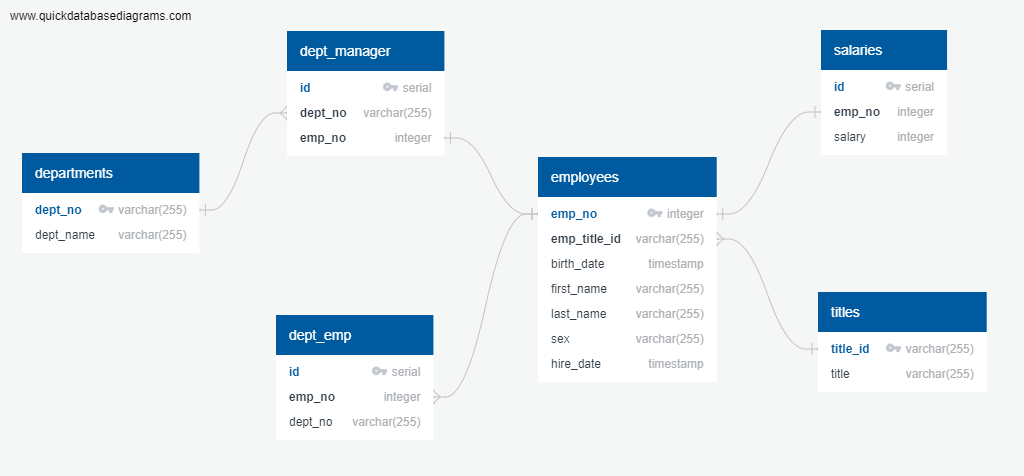 www.quickdatabasediagrams.com
dept_manager
id serial
dept_no varchar(255)
emp_no integer
salaries
id serial
emp_no integer
salary integer
departments
dept_no varchar(255)
dept_name varchar(255)
employees
emp_no integer
emp_title_id varchar(255)
birth_date timestamp
first_name varchar(255)
last_name varchar(255)
sex varchar(255)
hire_date timestamp
dept_emp
id serial
emp_no integer
dept_no varchar(255)
titles
title_id varchar(255)
title varchar(255)